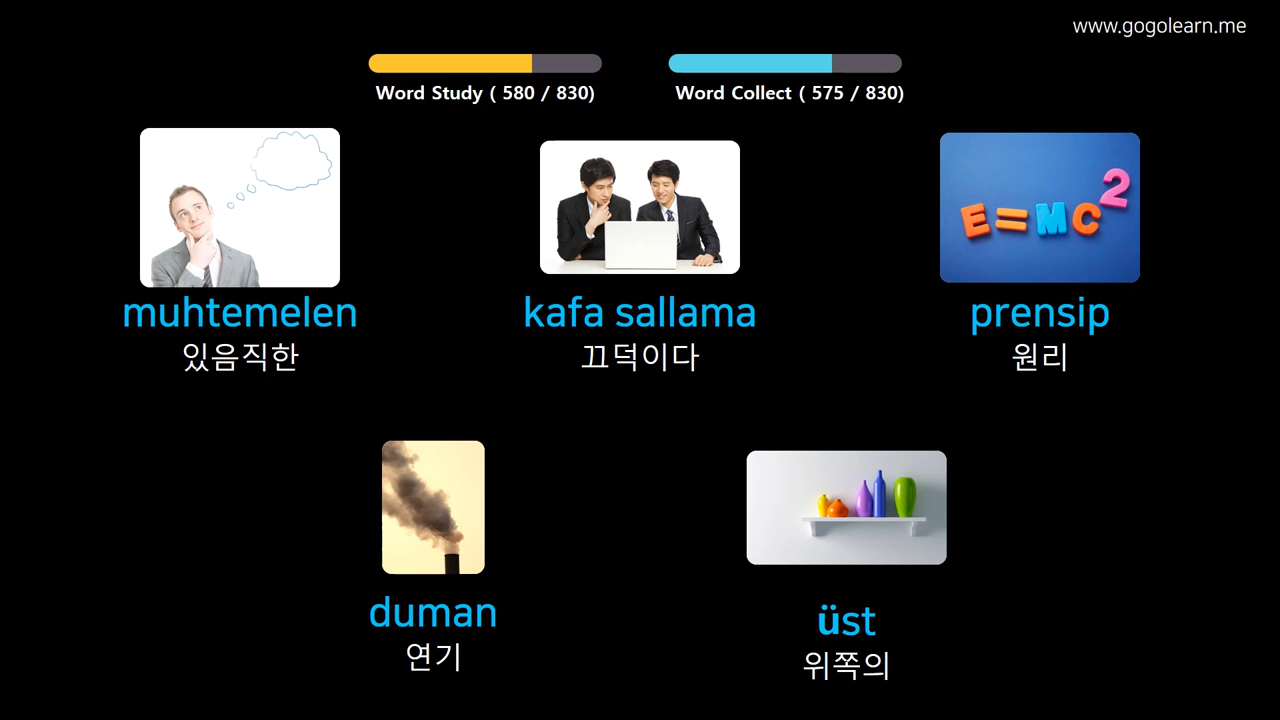 www.gogolearn.me
Word Study ( 580 / 830)
Word Collect ( 575 / 830)
E=MC2
muhtemelen
있음직한
kafa sallama
끄덕이다
prensip
원리
duman
연기
üst
위쪽의